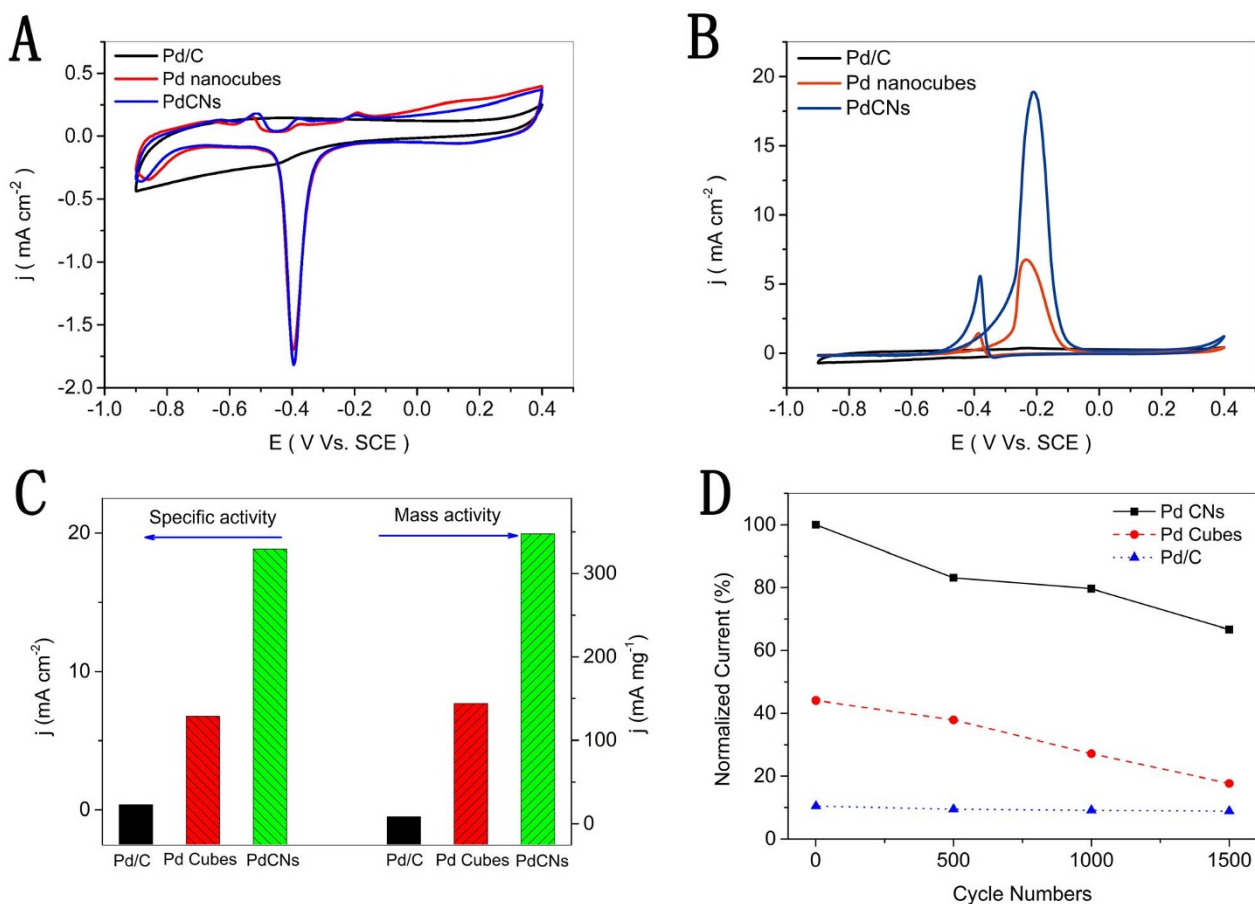 A
Pd/C
Pd nanocubes
PdCNs
0.5
0.0
-0.5
-1.0
-1.5
-2.0
j ( mA cm-2 )
-1.0 -0.8 -0.6 -0.4 -0.2 0.0 0.2 0.4
E ( V Vs. SCE )
B
Pd/C
Pd nanocubes
PdCNs
20
15
10
5
0
j ( mA cm-2 )
-1.0 -0.8 -0.6 -0.4 -0.2 0.0 0.2 0.4
E ( V Vs. SCE )
C
Specific activity
Mass activity
20
10
0
j (mA cm-2)
300
200
100
0
j (mA mg-1)
Pd/C Pd Cubes PdCNs Pd/C Pd Cubes PdCNs
D
Pd CNs
Pd Cubes
Pd/C
100
80
60
40
20
0
Normalized Current (%)
0 500 1000 1500
Cycle Numbers